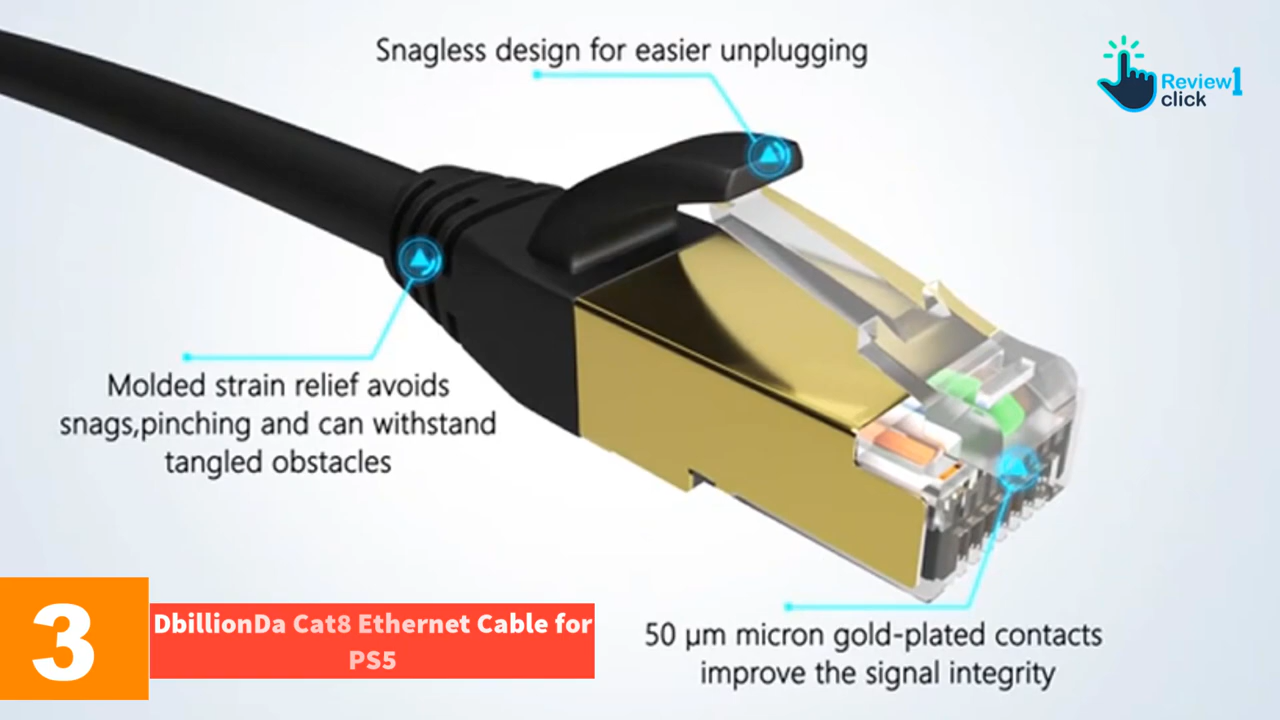 Snagless design for easier unplugging
Review1
click
Molded strain relief avoids
snags,pinching and can withstand
tangled obstacles
3
DbillionDa Cat8 Ethernet Cable for
PS5
50 μm micron gold-plated contacts
improve the signal integrity